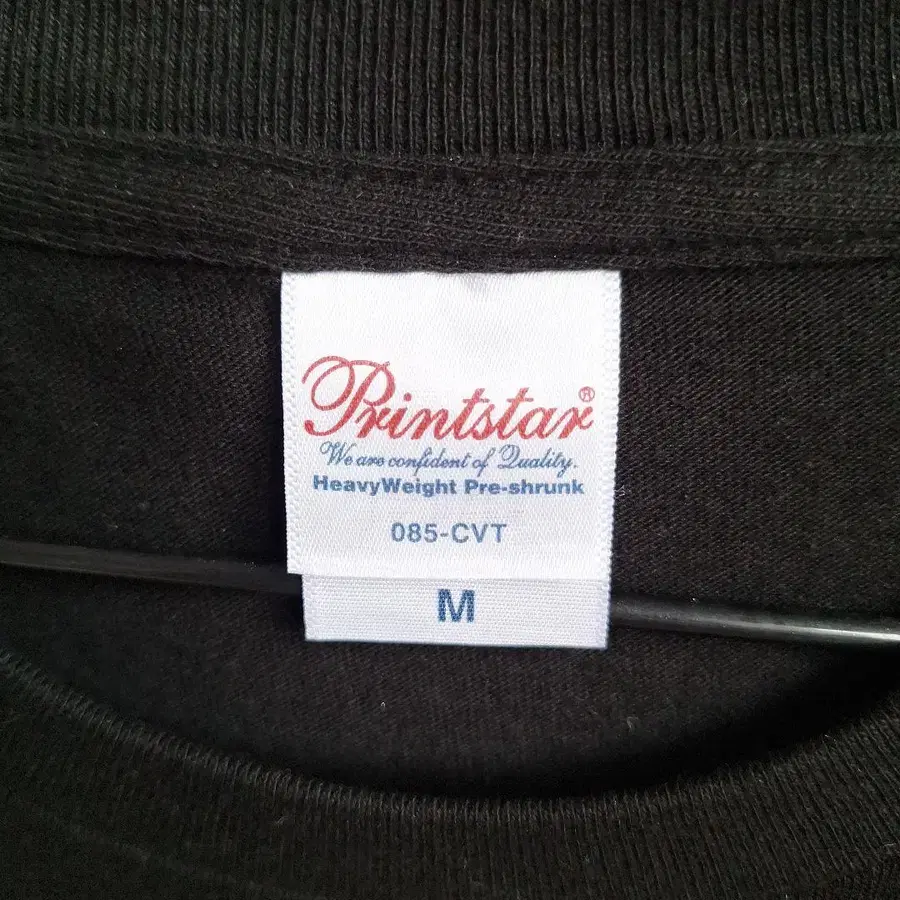 Printstar®
We are confident of Quality.
HeavyWeight Pre-shrunk
085-CVT
M